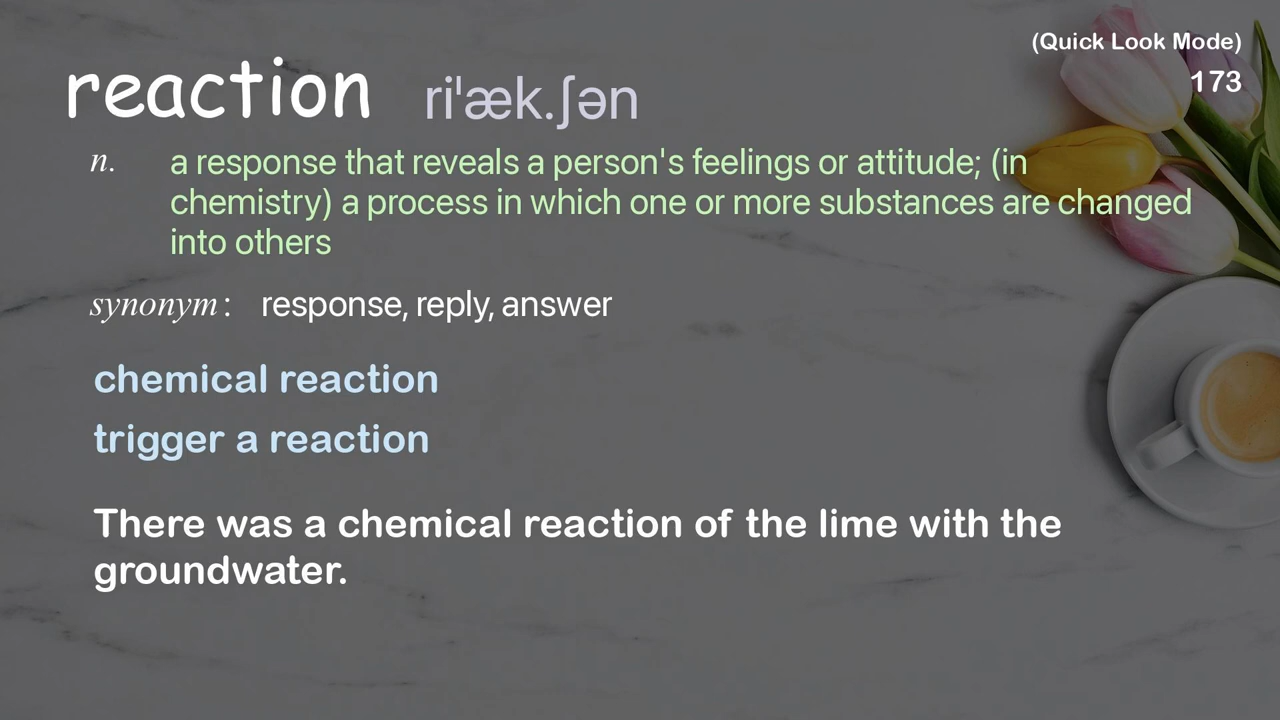 (Quick Look Mode)
173
reaction ri'æk.ʃən
n. a response that reveals a person's feelings or attitude; (in
chemistry) a process in which one or more substances are changed
into others
synonym: response, reply, answer
chemical reaction
trigger a reaction
There was a chemical reaction of the lime with the
groundwater.